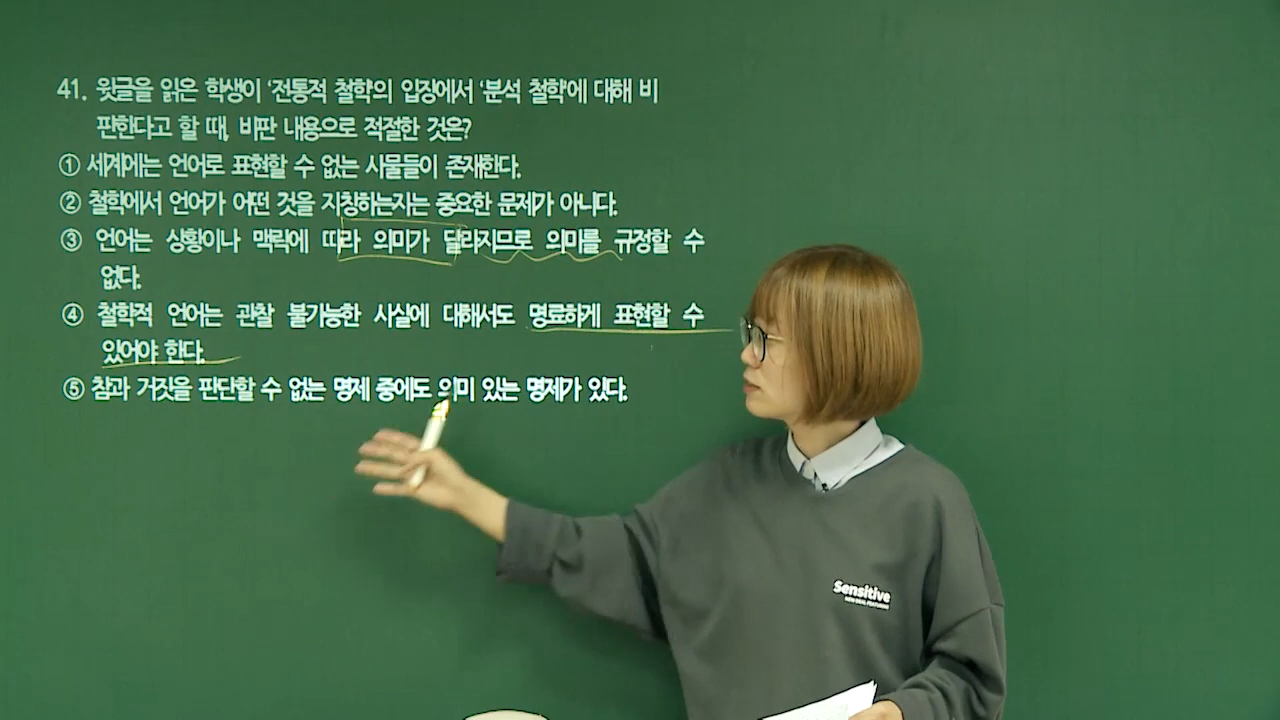 41. 윗글을 읽은 학생이 '전통적 철학'의 입장에서 '분석 철학'에 대해 비
판한다고 할 때, 비판 내용으로 적절한 것은?
① 세계에는 언어로 표현할 수 없는 사물들이 존재한다.
② 철학에서 언어가 어떤 것을 지칭하는지는 중요한 문제가 아니다.
③ 언어는 상황이나 맥락에 따라 의미가 달라지므로 의미를 규정할 수
없다.
④ 철학적 언어는 관찰 불가능한 사실에 대해서도 명료하게 표현할 수
있어야 한다.
⑤ 참과 거짓을 판단할 수 없는 명제 중에도 의미 있는 명제가 있다.
Sensitive